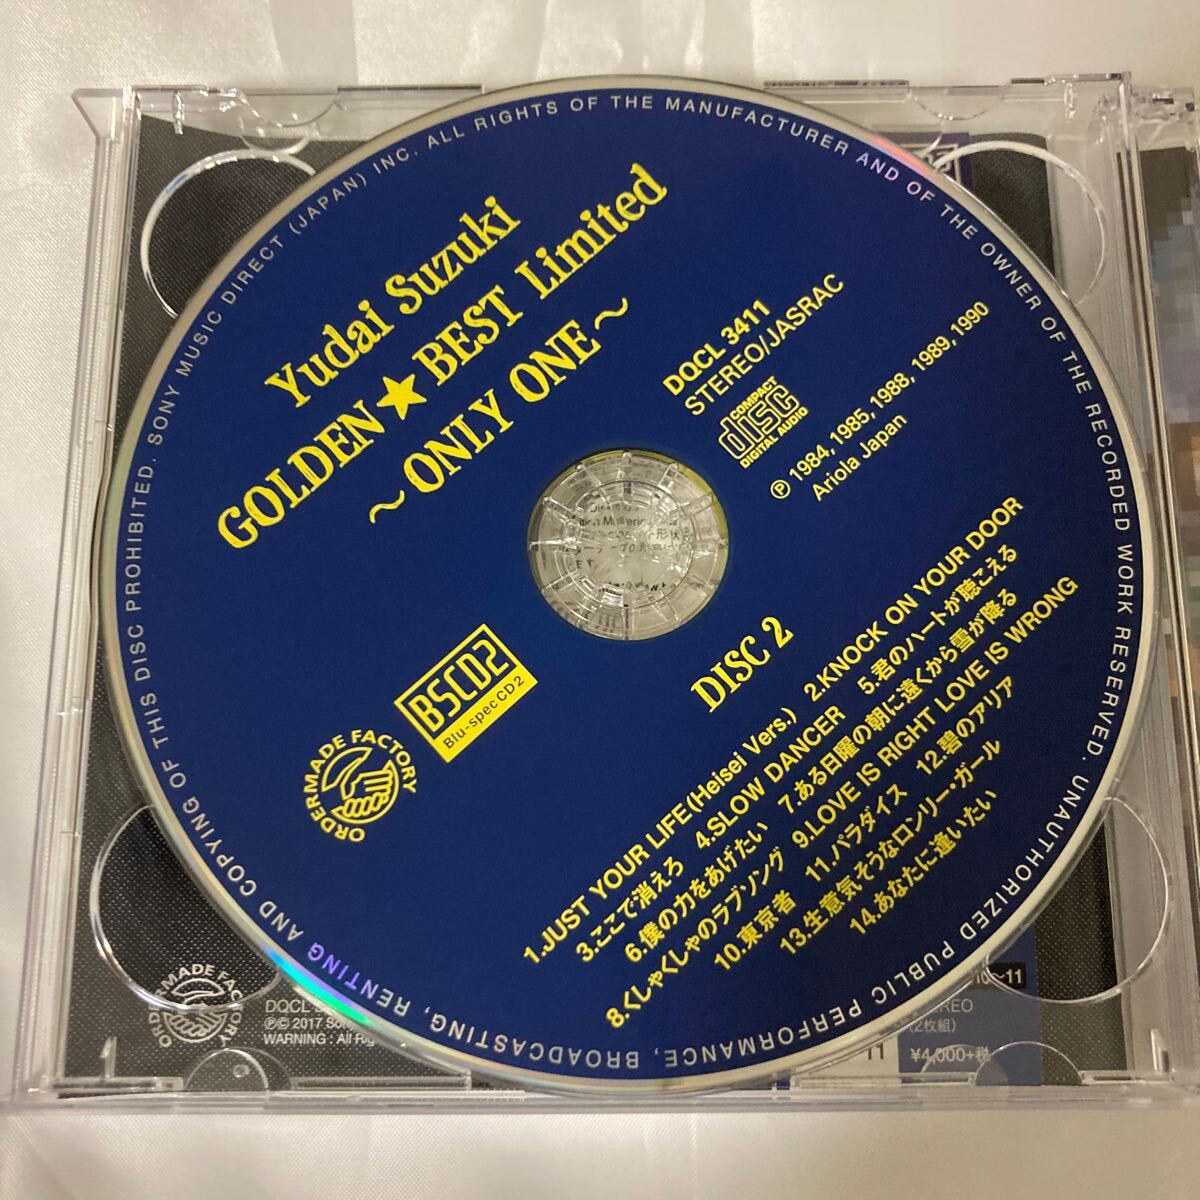 SONY MUSIC DIRECT (JAPAN) INC. ALL RIGHTS OF THE MANUFACTURER AND OF THE OWNER OF THE RECORDED WORK RESERVED. UNAUTHORIZED PUBLIC PERFORMANCE, BROADCASTING, RENTING AND COPYING OF THIS DISC PROHIBITED.
Yudai Suzuki
GOLDEN★BEST Limited
～ONLY ONE～
DQCL 3411
STEREO/JASRAC
COMPACT
disc
DIGITAL AUDIO
℗ 1984, 1985, 1988, 1989, 1990
Ariola Japan
BSCD2
Blu-spec CD2
ORDERMADE FACTORY
DISC 2
1.JUST YOUR LIFE(Heisei Vers.) 2.KNOCK ON YOUR DOOR
3.ここで消えろ 4.SLOW DANCER 5.君のハートが聴こえる
6.僕の力をあげたい 7.ある日曜の朝に遠くから雪が降る
8.くしゃくしゃのラブ・ソング 9.LOVE IS RIGHT LOVE IS WRONG
10.東京者 11.パラダイス 12.碧のアリア
13.生意気そうなロンリー・ガール
14.あなたに逢いたい
ORDERMADE FACTORY
DQCL
℗© 2017
WARNING : All
～11
(2枚組)
11 ¥4,000+税